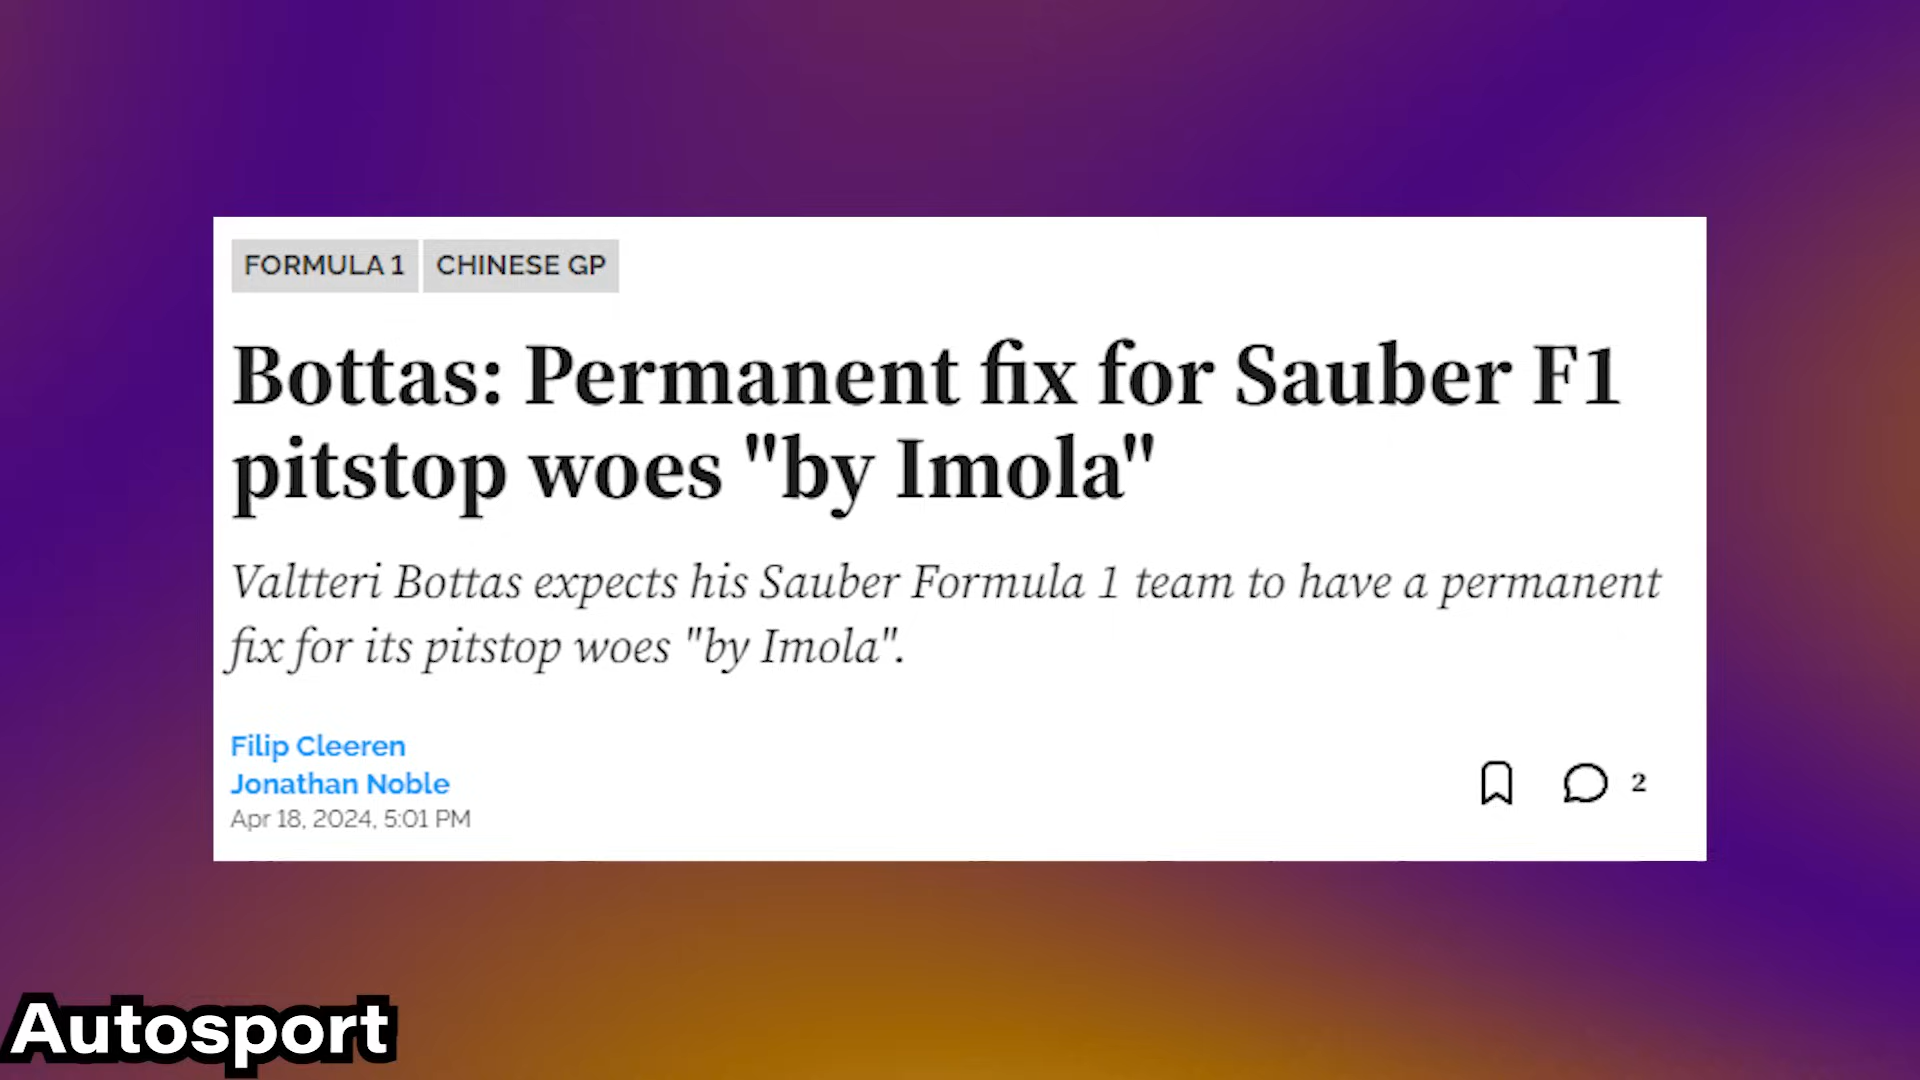 FORMULA 1 CHINESE GP
Bottas: Permanent fix for Sauber F1
pitstop woes "by Imola"
Valtteri Bottas expects his Sauber Formula 1 team to have a permanent
fix for its pitstop woes "by Imola".
Filip Cleeren
Jonathan Noble
Apr 18, 2024, 5:01 PM
2
Autosport